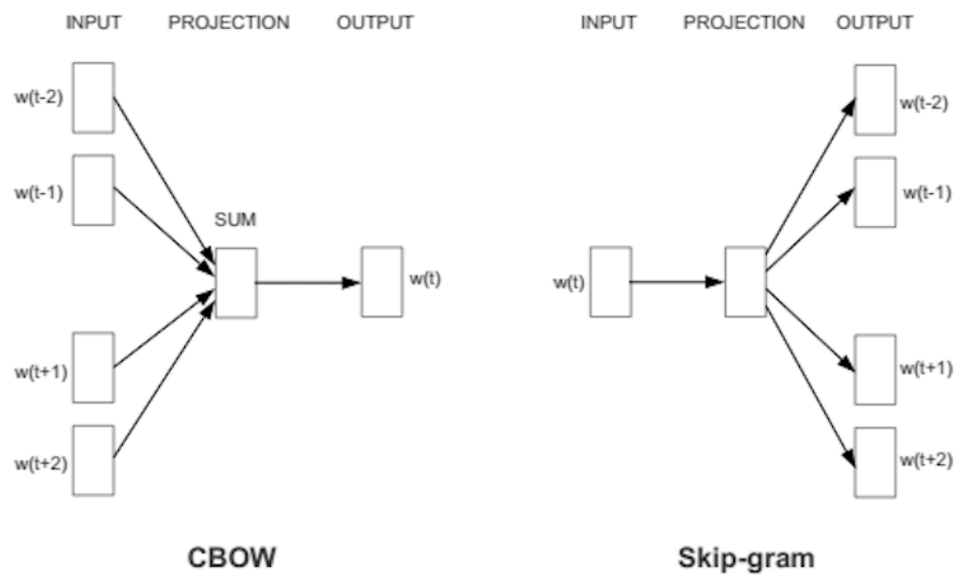 INPUT PROJECTION OUTPUT
w(t-2)
w(t-1)
SUM
w(t)
w(t+1)
w(t+2)
CBOW
INPUT PROJECTION OUTPUT
w(t-2)
w(t-1)
w(t)
w(t+1)
w(t+2)
Skip-gram